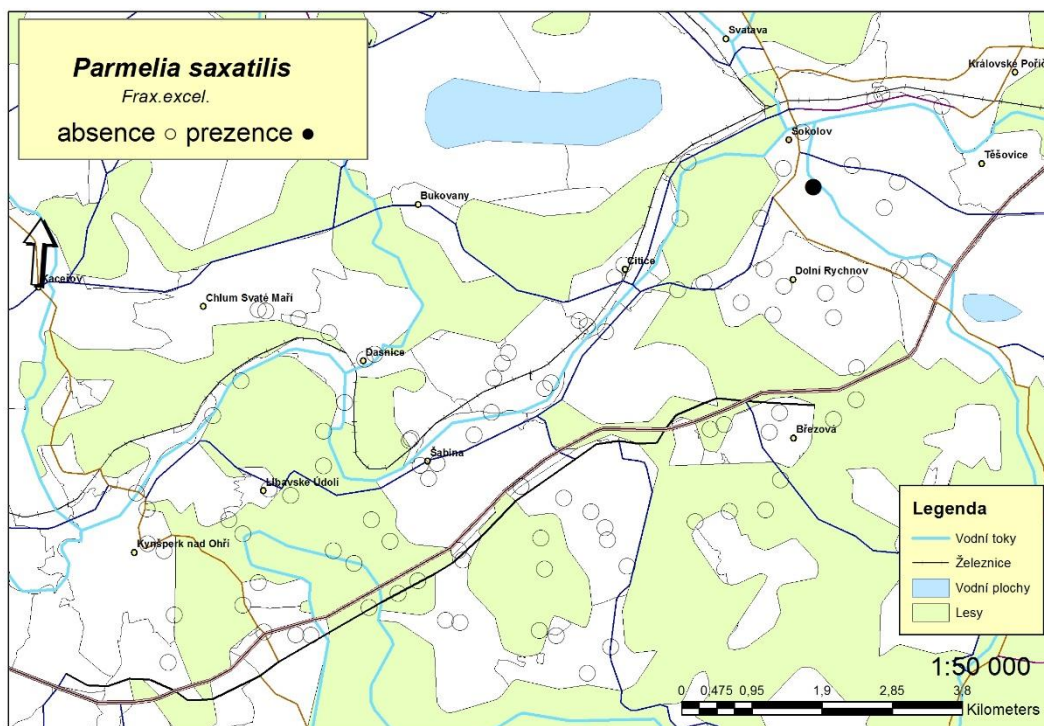 Parmelia saxatilis
Frax.excel.
absence ○ prezence ●
Svatava
Královské Poříč
Sokolov
Těšovice
Bukovany
Citice
Dolní Rychnov
Kaceřov
Chlum Svaté Maří
Dasnice
Březová
Šabina
Libavské Údolí
Kynšperk nad Ohří
Legenda
Vodní toky
Železnice
Vodní plochy
Lesy
1:50 000
0 0,475 0,95 1,9 2,85 3,8
Kilometers